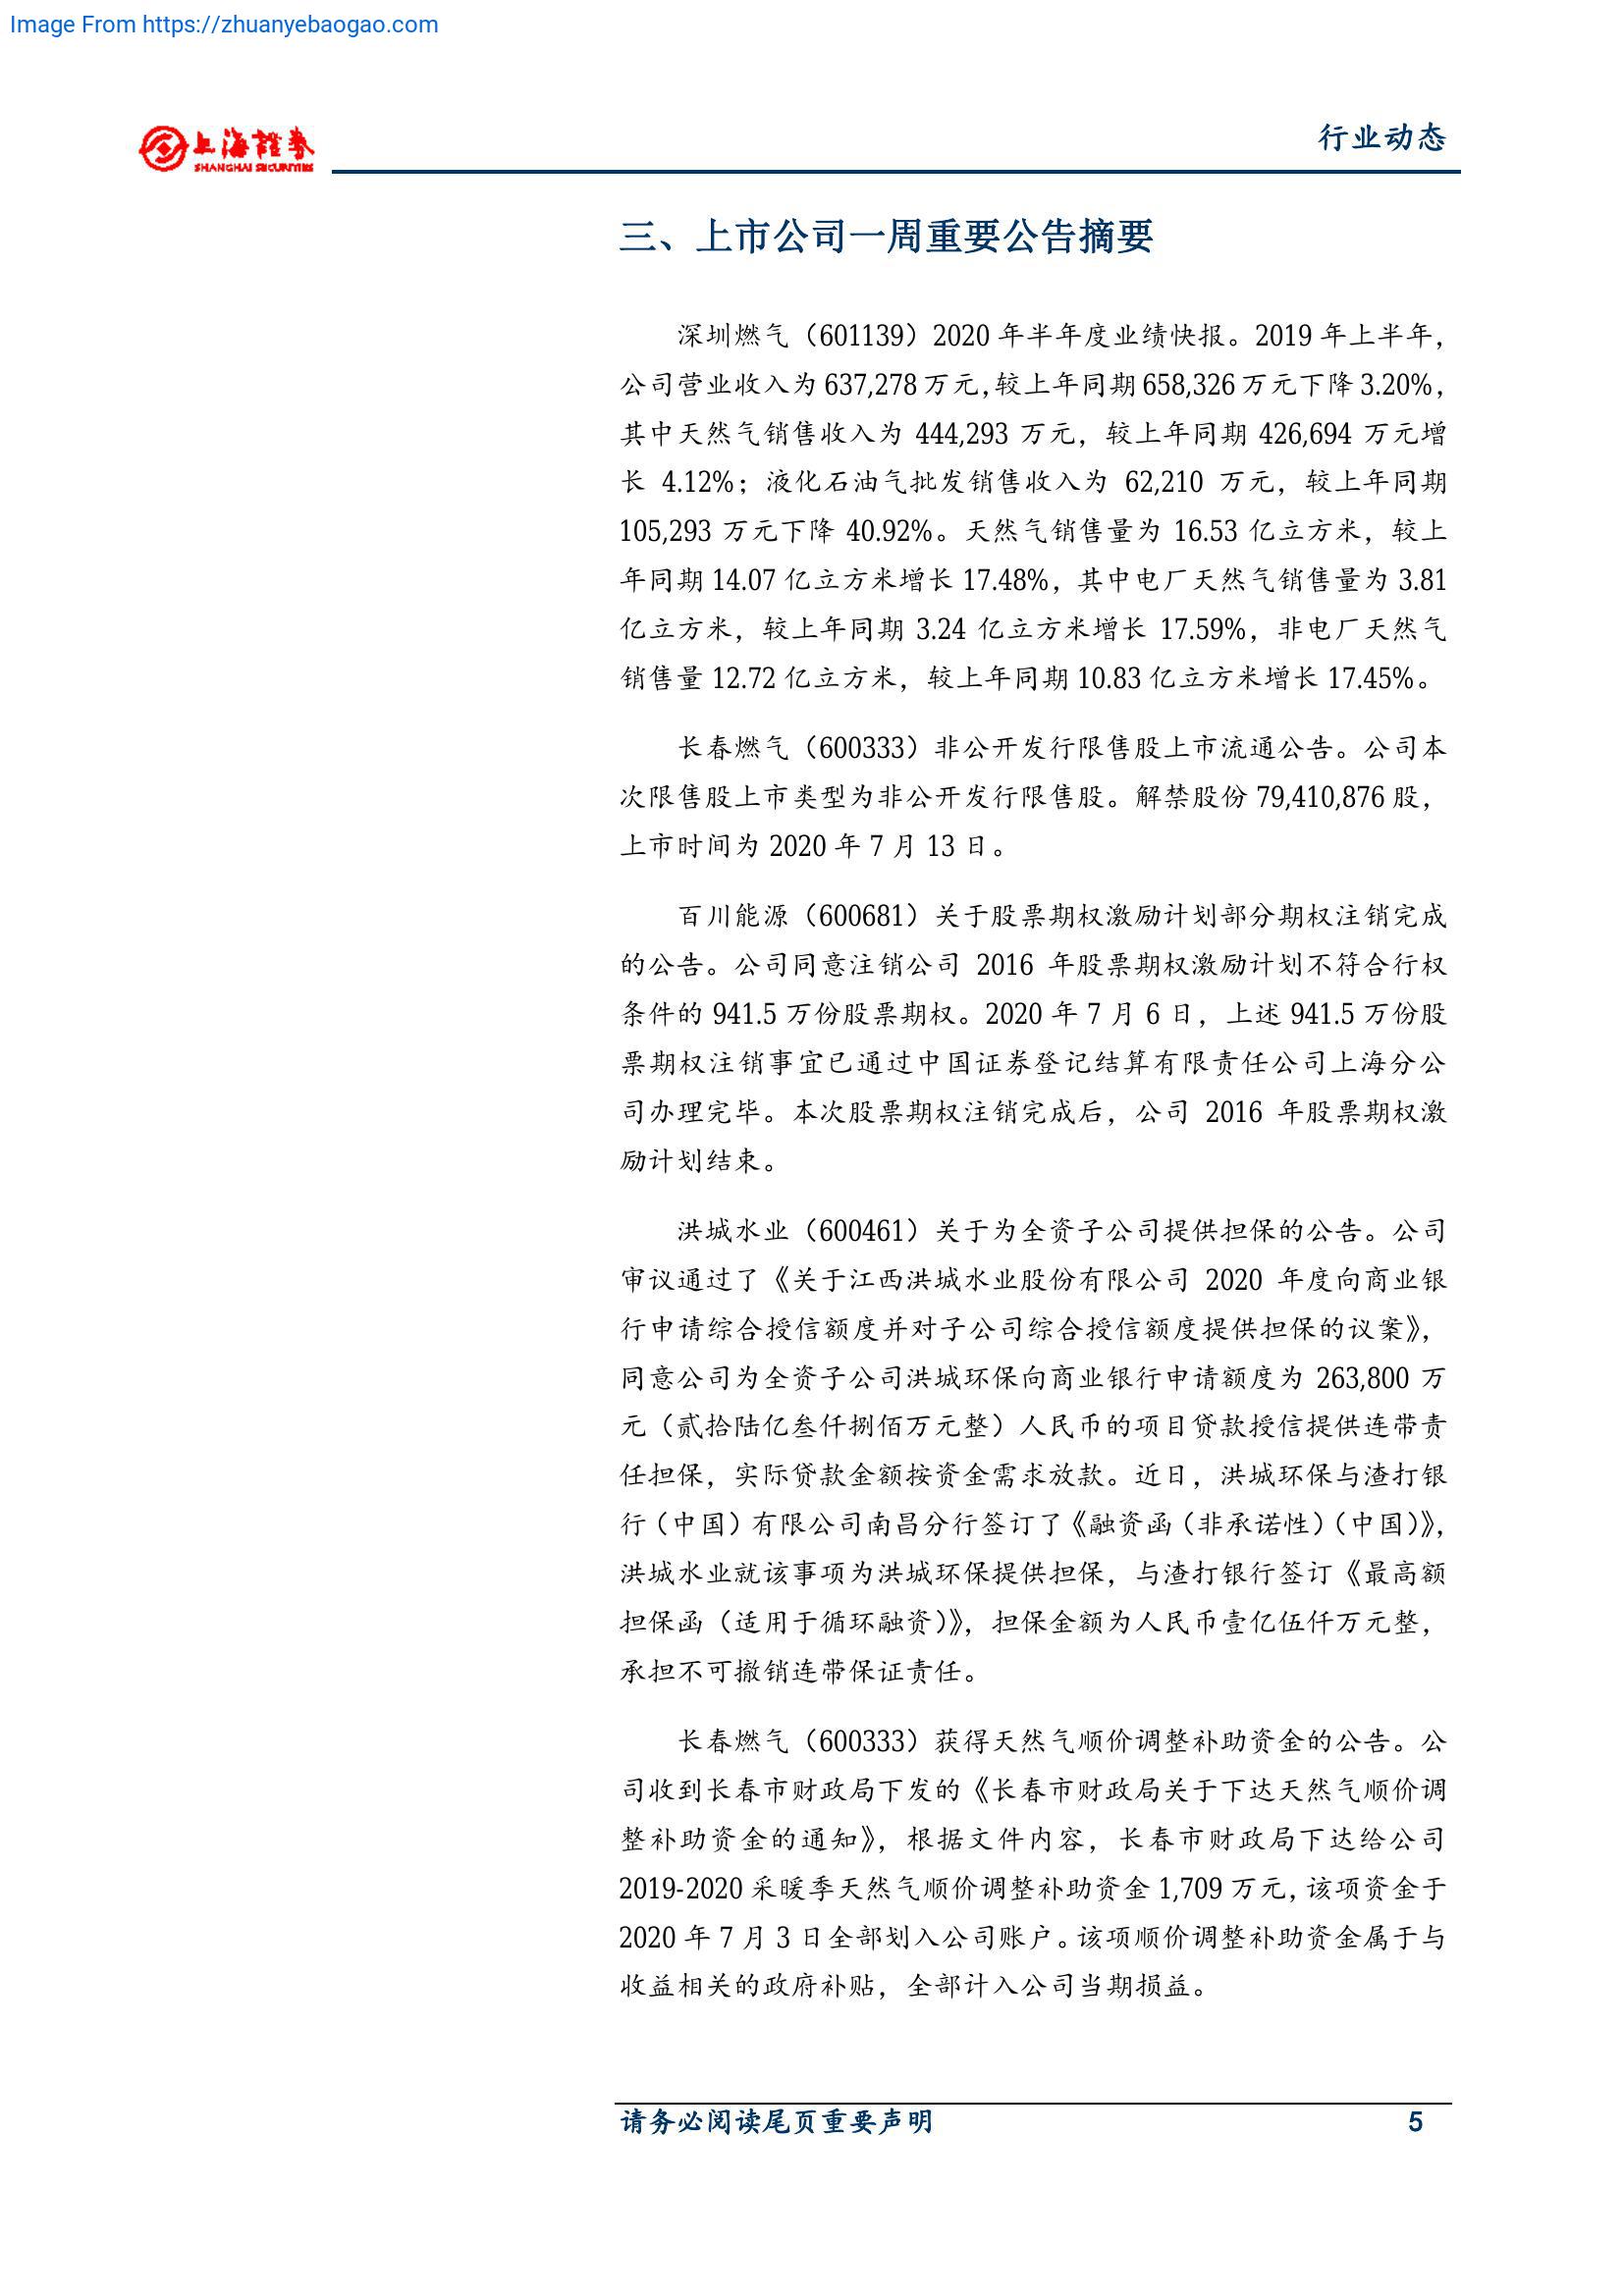 Image From https://zhuanyebaogao.com
上海證券
SHANGHAI SECURITIES
行业动态
三、上市公司一周重要公告摘要
深圳燃气（601139）2020 年半年度业绩快报。2019 年上半年，
公司营业收入为 637,278 万元，较上年同期 658,326 万元下降 3.20%，
其中天然气销售收入为 444,293 万元，较上年同期 426,694 万元增
长 4.12%；液化石油气批发销售收入为 62,210 万元，较上年同期
105,293 万元下降 40.92%。天然气销售量为 16.53 亿立方米，较上
年同期 14.07 亿立方米增长 17.48%，其中电厂天然气销售量为 3.81
亿立方米，较上年同期 3.24 亿立方米增长 17.59%，非电厂天然气
销售量 12.72 亿立方米，较上年同期 10.83 亿立方米增长 17.45%。
长春燃气（600333）非公开发行限售股上市流通公告。公司本
次限售股上市类型为非公开发行限售股。解禁股份 79,410,876 股，
上市时间为 2020 年 7 月 13 日。
百川能源（600681）关于股票期权激励计划部分期权注销完成
的公告。公司同意注销公司 2016 年股票期权激励计划不符合行权
条件的 941.5 万份股票期权。2020 年 7 月 6 日，上述 941.5 万份股
票期权注销事宜已通过中国证券登记结算有限责任公司上海分公
司办理完毕。本次股票期权注销完成后，公司 2016 年股票期权激
励计划结束。
洪城水业（600461）关于为全资子公司提供担保的公告。公司
审议通过了《关于江西洪城水业股份有限公司 2020 年度向商业银
行申请综合授信额度并对子公司综合授信额度提供担保的议案》，
同意公司为全资子公司洪城环保向商业银行申请额度为 263,800 万
元（贰拾陆亿叁仟捌佰万元整）人民币的项目贷款授信提供连带责
任担保，实际贷款金额按资金需求放款。近日，洪城环保与渣打银
行（中国）有限公司南昌分行签订了《融资函（非承诺性）（中国）》，
洪城水业就该事项为洪城环保提供担保，与渣打银行签订《最高额
担保函（适用于循环融资）》，担保金额为人民币壹亿伍仟万元整，
承担不可撤销连带保证责任。
长春燃气（600333）获得天然气顺价调整补助资金的公告。公
司收到长春市财政局下发的《长春市财政局关于下达天然气顺价调
整补助资金的通知》，根据文件内容，长春市财政局下达给公司
2019-2020 采暖季天然气顺价调整补助资金 1,709 万元，该项资金于
2020 年 7 月 3 日全部划入公司账户。该项顺价调整补助资金属于与
收益相关的政府补贴，全部计入公司当期损益。
请务必阅读尾页重要声明
5